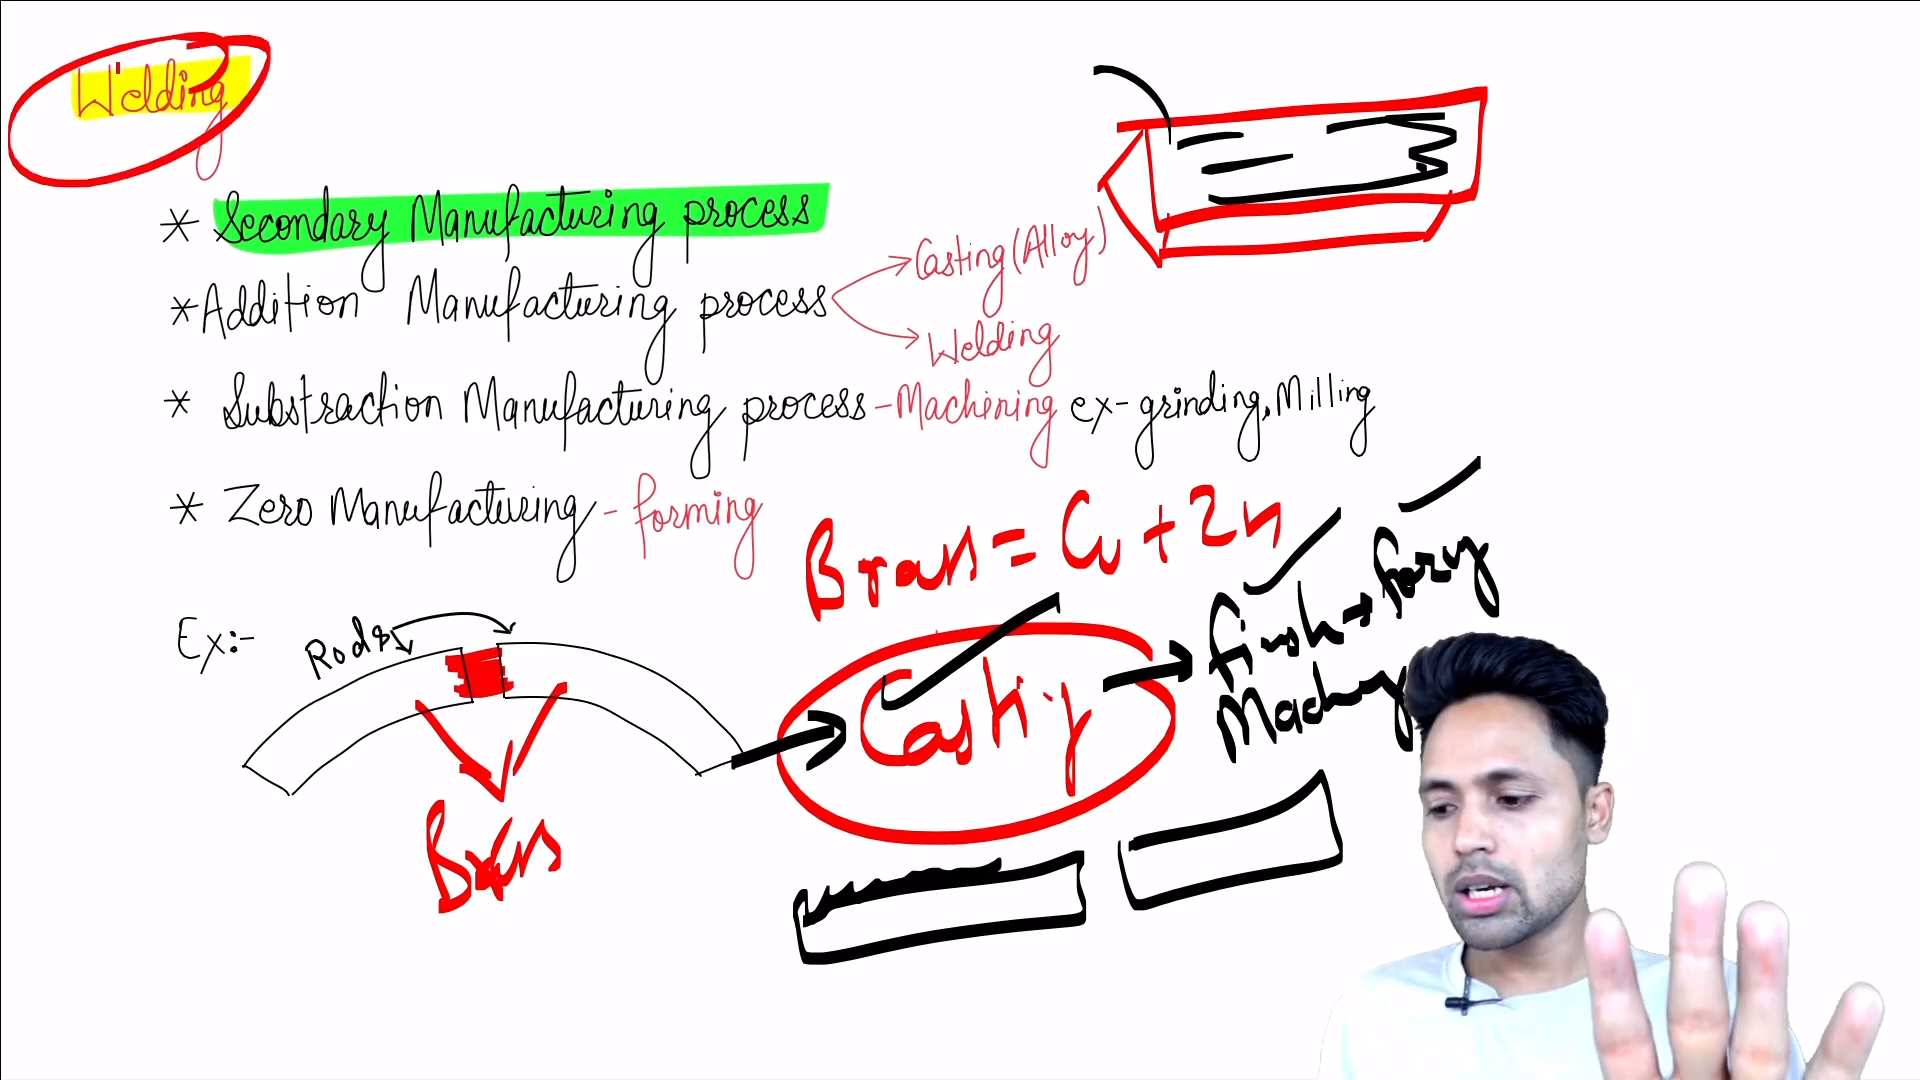 Welding
* Secondary Manufacturing process
* Addition Manufacturing process
Casting (Alloy)
Welding
* Substraction Manufacturing process - Machining ex- grinding, Milling
* Zero Manufacturing - forming
Brass = Cu + Zn
Ex:- Rods
Casting
finish →
Machining
Brass